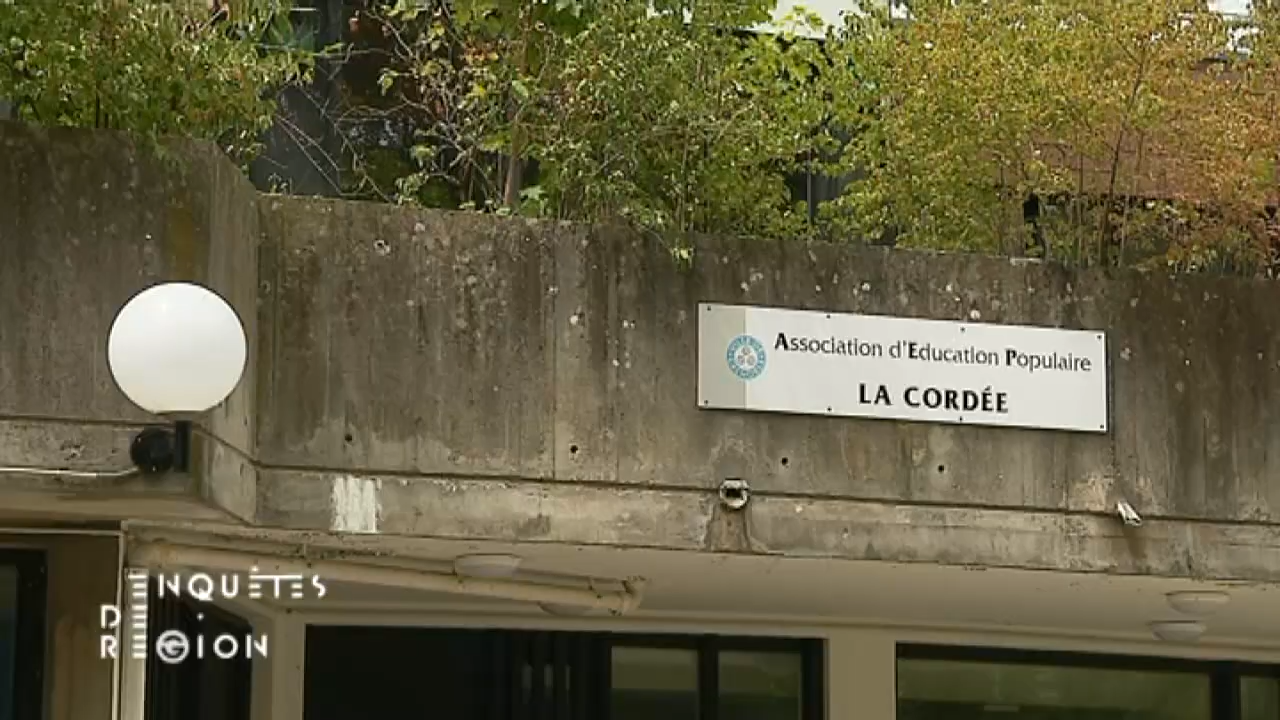 Association d'Education Populaire
LA CORDÉE
ENQUÊTES
DE
RÉGION